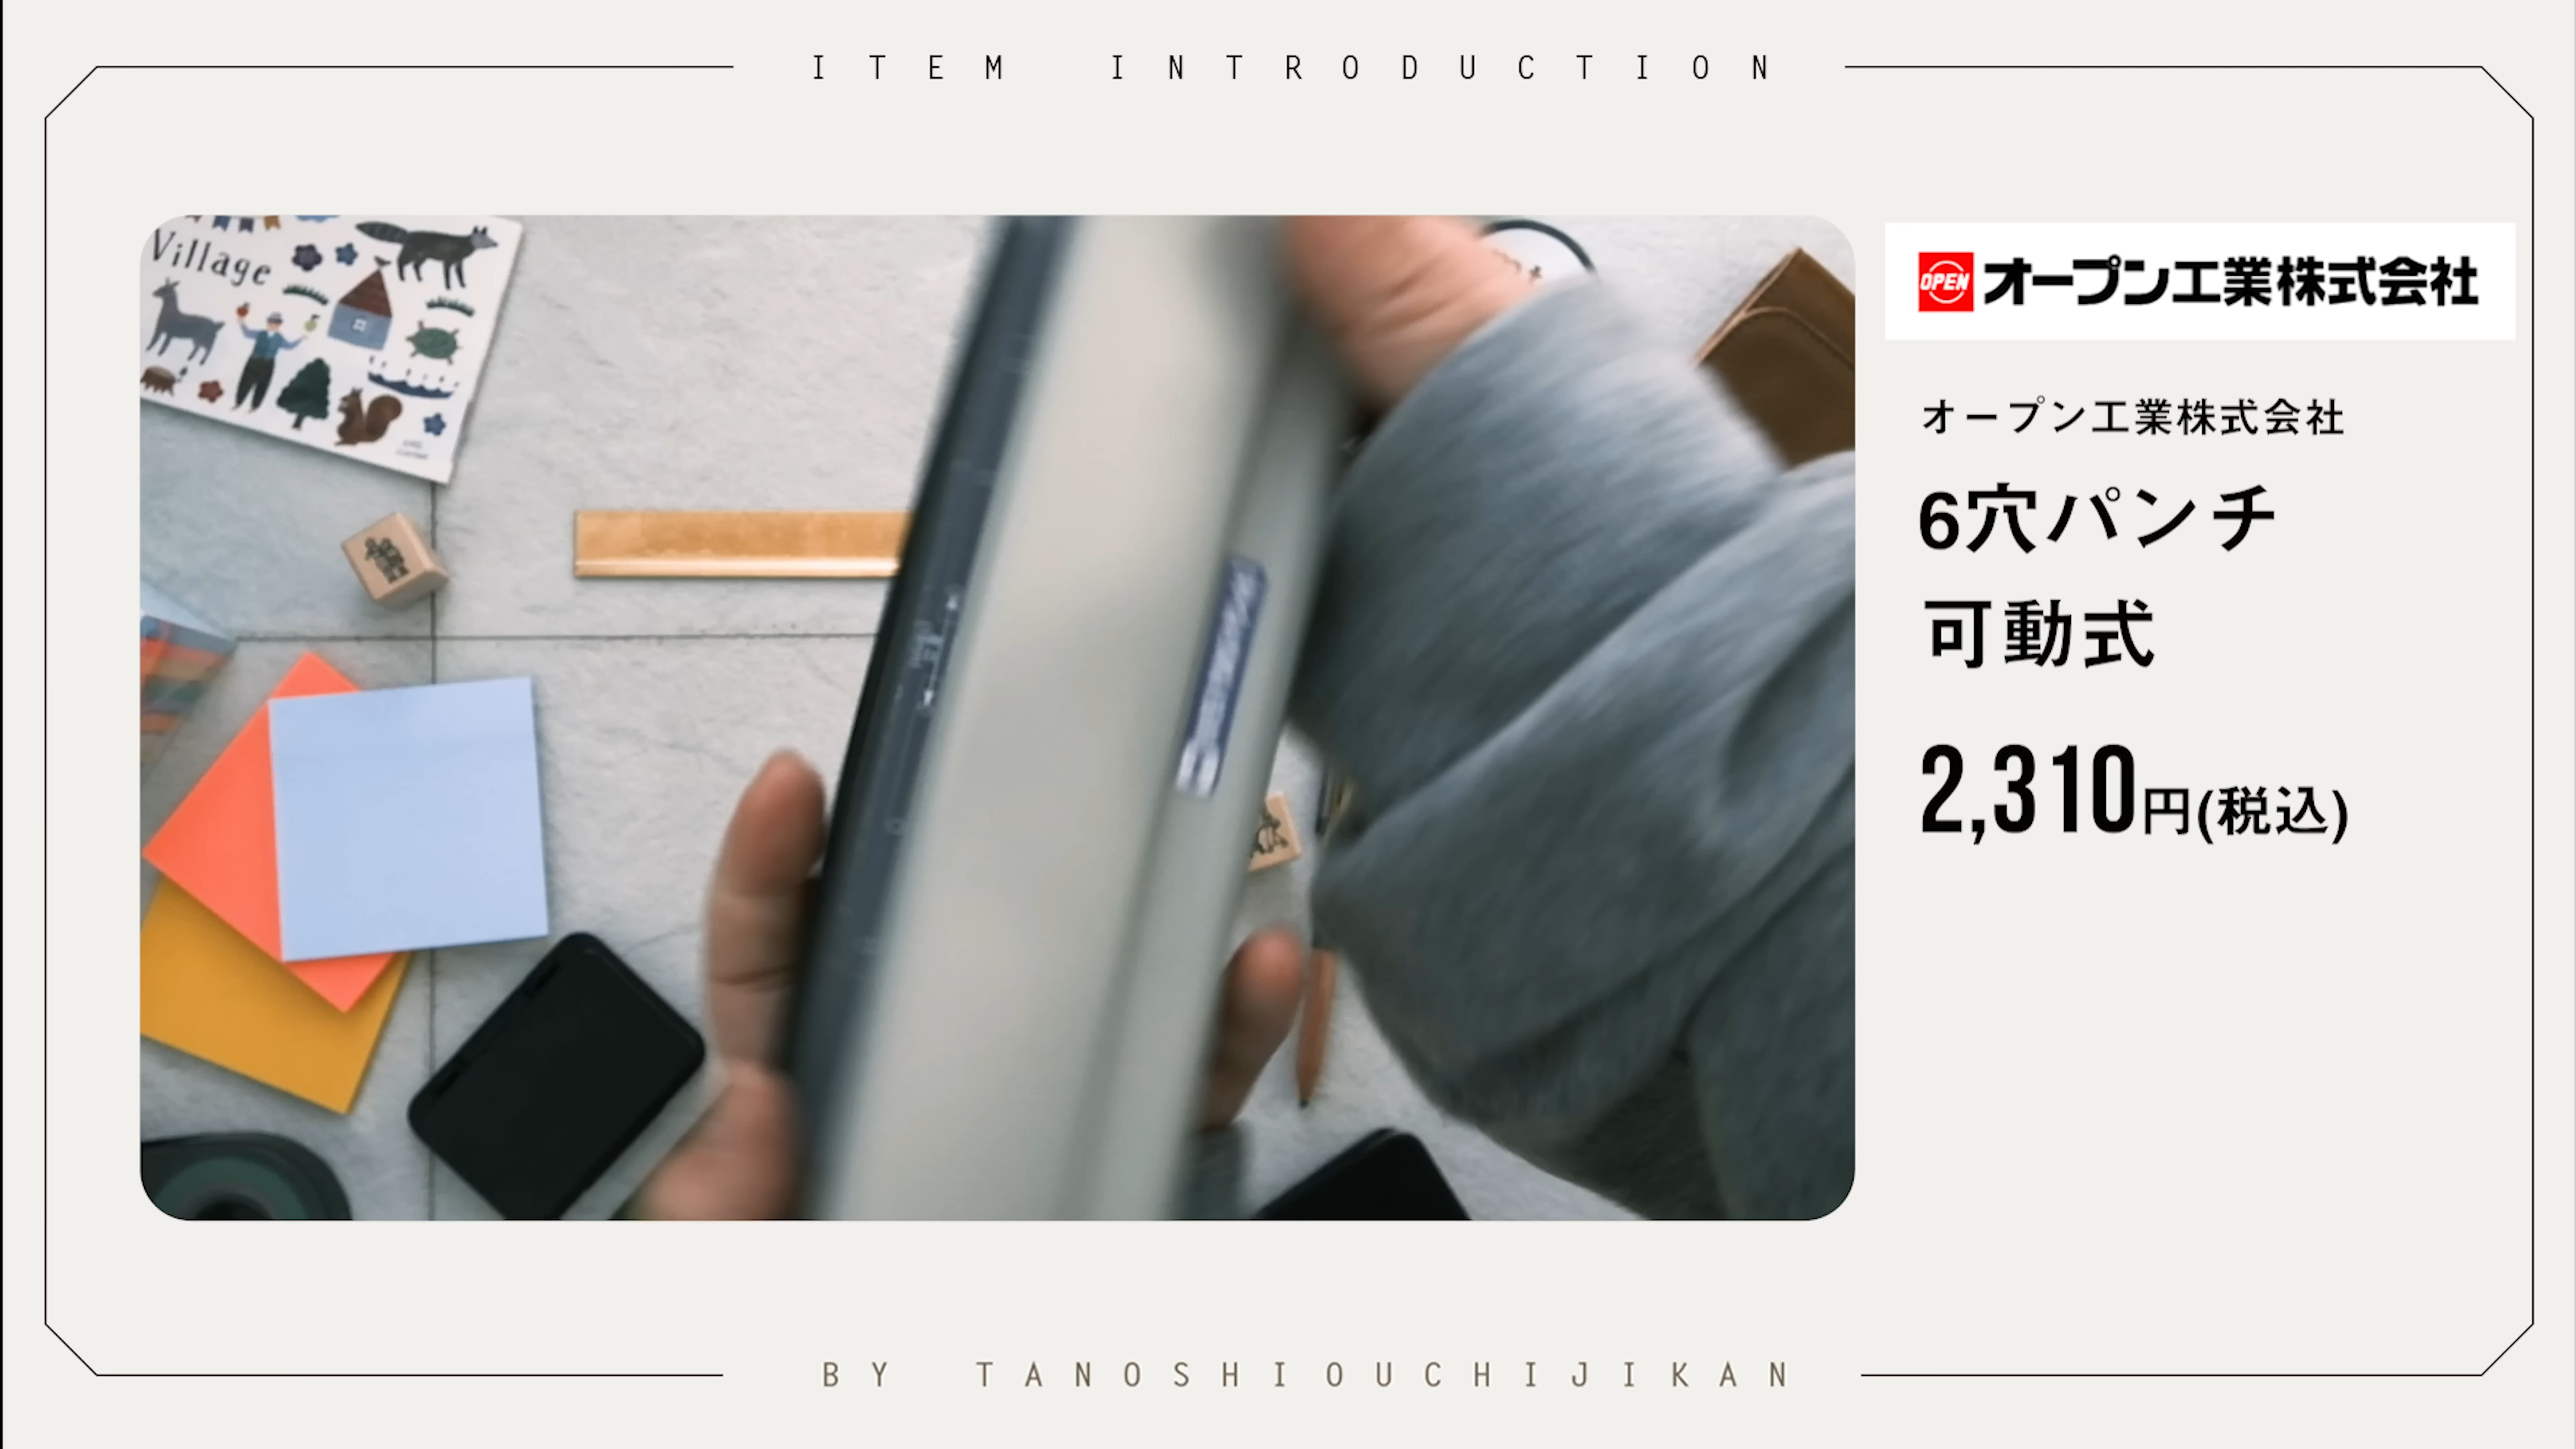 ITEM INTRODUCTION
Village
OPEN オープン工業株式会社
オープン工業株式会社
6穴パンチ
可動式
2,310円(税込)
BY TANOSHIOUCHIJIKAN